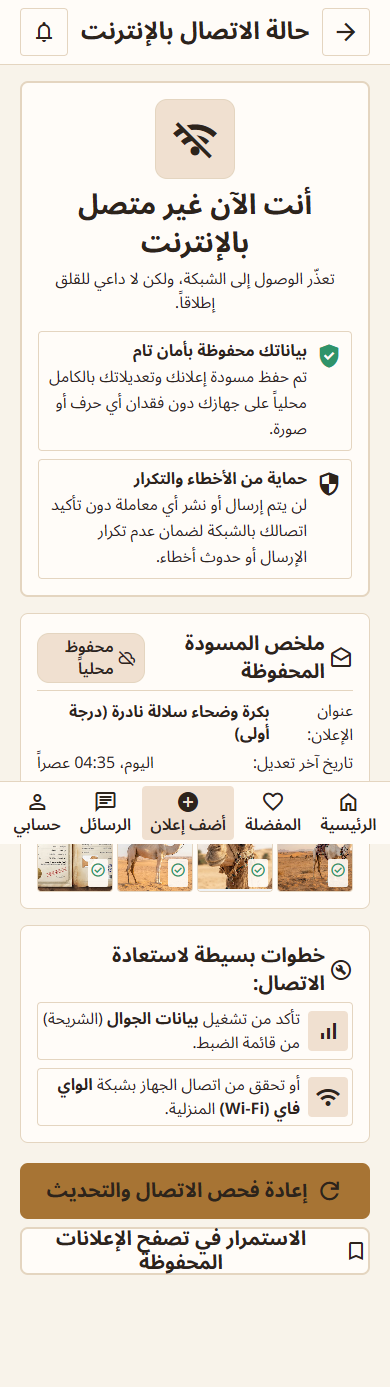 حالة الاتصال بالإنترنت
أنت الآن غير متصل
بالإنترنت
تعذّر الوصول إلى الشبكة، ولكن لا داعي للقلق
إطلاقاً.
بياناتك محفوظة بأمان تام
تم حفظ مسودة إعلانك وتعديلاتك بالكامل
محلياً على جهازك دون فقدان أي حرف أو
صورة.
حماية من الأخطاء والتكرار
لن يتم إرسال أو نشر أي معاملة دون تأكيد
اتصالك بالشبكة لضمان عدم تكرار
الإرسال أو حدوث أخطاء.
ملخص المسودة
المحفوظة
محفوظ
محلياً
عنوان
الإعلان:
بكرة وضحاء سلالة نادرة (درجة
أولى)
تاريخ آخر تعديل:
اليوم، 04:35 عصراً
الرئيسية
المفضلة
أضف إعلان
الرسائل
حسابي
خطوات بسيطة لاستعادة
الاتصال:
تأكد من تشغيل بيانات الجوال (الشريحة)
من قائمة الضبط.
أو تحقق من اتصال الجهاز بشبكة الواي
فاي (Wi-Fi) المنزلية.
إعادة فحص الاتصال والتحديث
الاستمرار في تصفح الإعلانات
المحفوظة